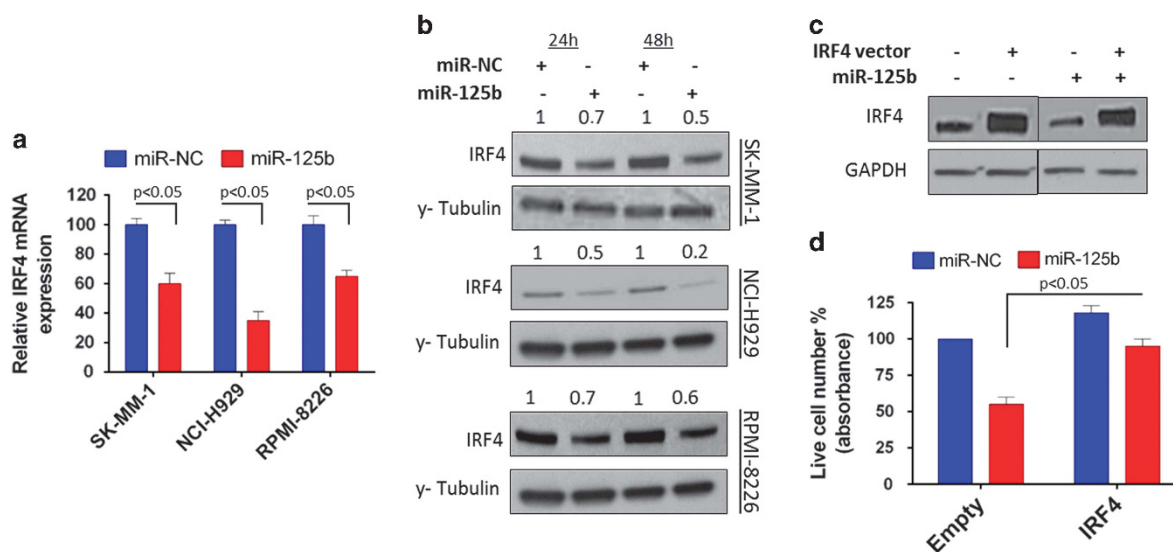 a
miR-NC miR-125b
p<0.05 p<0.05 p<0.05
120
100
80
60
40
20
0
Relative IRF4 mRNA
expression
SK-MM-1
NCI-H929
RPMI-8226
b
24h 48h
miR-NC + - + -
miR-125b - + - +
1 0.7 1 0.5
IRF4
y- Tubulin
SK-MM-1
1 0.5 1 0.2
IRF4
y- Tubulin
NCI-H929
1 0.7 1 0.6
IRF4
y- Tubulin
RPMI-8226
c
IRF4 vector - + - +
miR-125b - - + +
IRF4
GAPDH
d
miR-NC miR-125b
p<0.05
125
100
75
50
25
0
Live cell number %
(absorbance)
Empty
IRF4